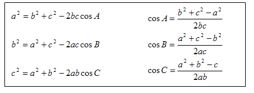 a² = b² + c² - 2bc cos A    cos A = (b² + c² - a²) / 2bc
b² = a² + c² - 2ac cos B    cos B = (a² + c² - b²) / 2ac
c² = a² + b² - 2ab cos C    cos C = (a² + b² - c) / 2ab